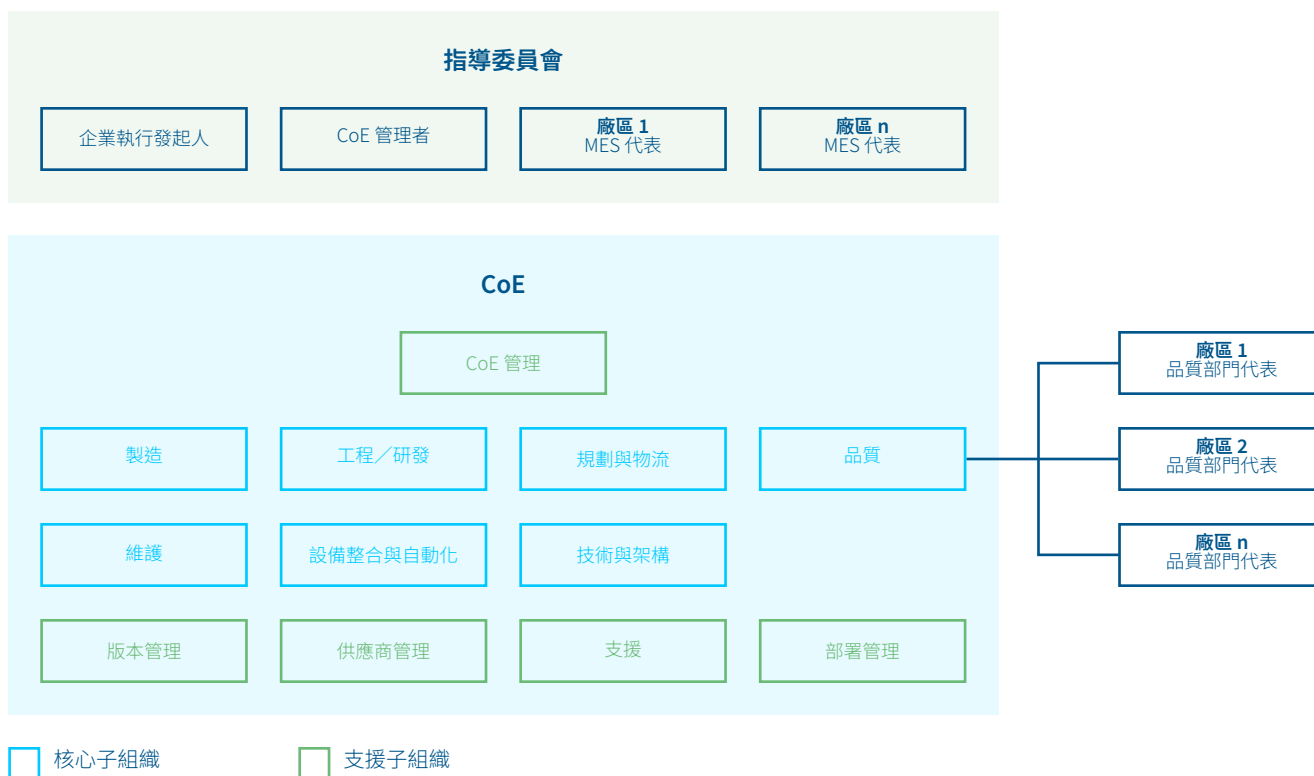 指導委員會
企業執行發起人
CoE 管理者
廠區 1
MES 代表
廠區 n
MES 代表
CoE
CoE 管理
製造
工程／研發
規劃與物流
品質
維護
設備整合與自動化
技術與架構
版本管理
供應商管理
支援
部署管理
廠區 1
品質部門代表
廠區 2
品質部門代表
廠區 n
品質部門代表
核心子組織
支援子組織